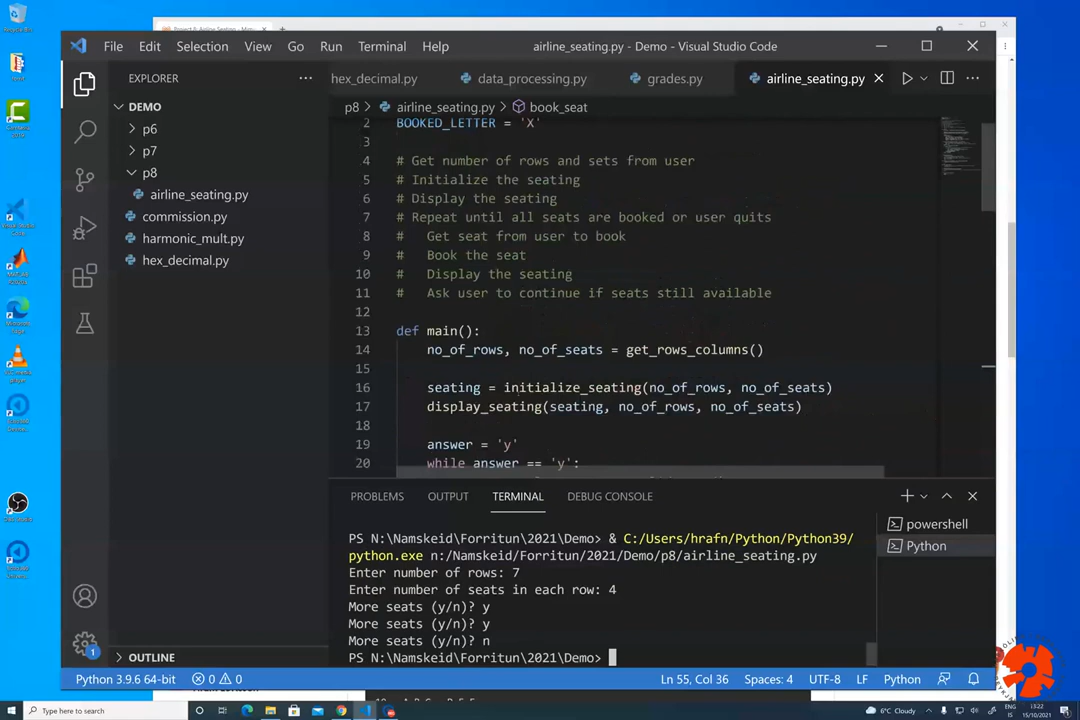 File Edit Selection View Go Run Terminal Help
airline_seating.py - Demo - Visual Studio Code
EXPLORER
hex_decimal.py data_processing.py grades.py airline_seating.py
DEMO
p8 > airline_seating.py > book_seat
p6
p7
p8
airline_seating.py
commission.py
harmonic_mult.py
hex_decimal.py
2 BOOKED_LETTER = 'X'
3
4 # Get number of rows and sets from user
5 # Initialize the seating
6 # Display the seating
7 # Repeat until all seats are booked or user quits
8 #   Get seat from user to book
9 #   Book the seat
10 #   Display the seating
11 #   Ask user to continue if seats still available
12
13 def main():
14     no_of_rows, no_of_seats = get_rows_columns()
15
16     seating = initialize_seating(no_of_rows, no_of_seats)
17     display_seating(seating, no_of_rows, no_of_seats)
18
19     answer = 'y'
20     while answer == 'y':
PROBLEMS OUTPUT TERMINAL DEBUG CONSOLE
PS N:\Namskeid\Forritun\2021\Demo> & C:/Users/hrafn/Python/Python39/
python.exe n:/Namskeid/Forritun/2021/Demo/p8/airline_seating.py
Enter number of rows: 7
Enter number of seats in each row: 4
More seats (y/n)? y
More seats (y/n)? y
More seats (y/n)? n
PS N:\Namskeid\Forritun\2021\Demo>
powershell
Python
OUTLINE
1
Python 3.9.6 64-bit 0 0 Ln 55, Col 36 Spaces: 4 UTF-8 LF Python
Type here to search
6°C Cloudy
ENG
IS
13:22
15/10/2021